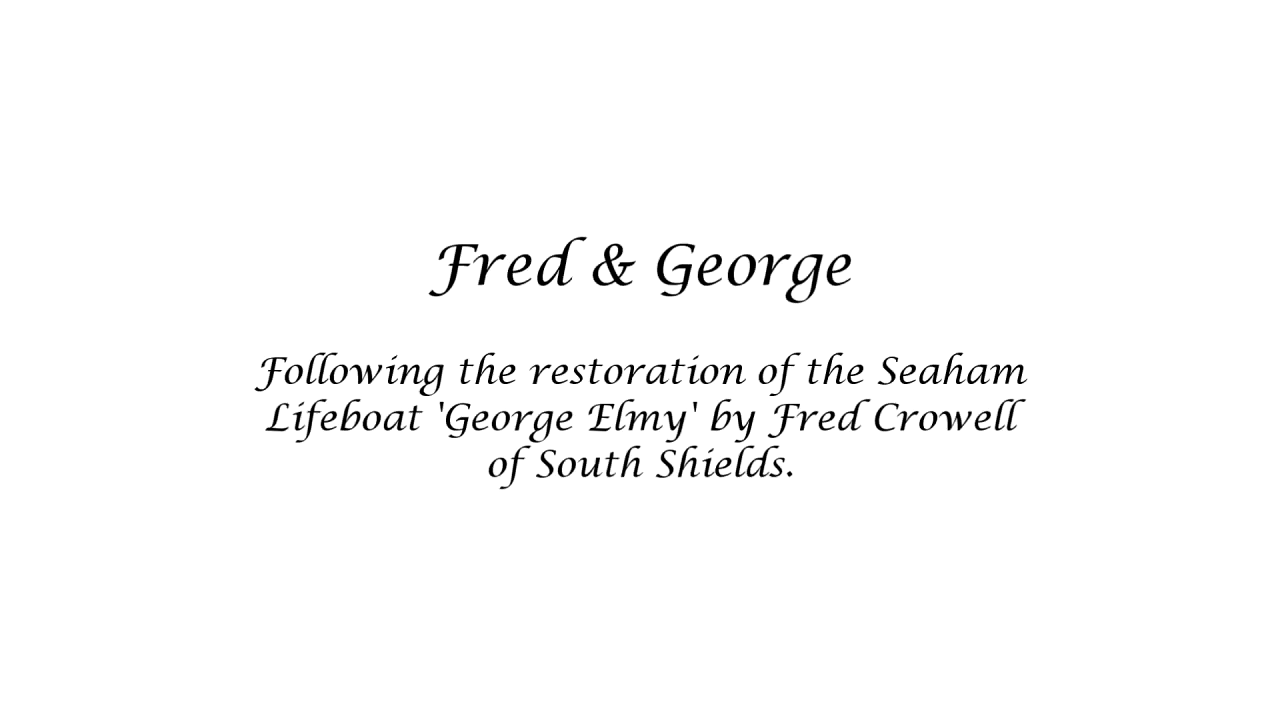 Fred & George
Following the restoration of the Seaham
Lifeboat 'George Elmy' by Fred Crowell
of South Shields.